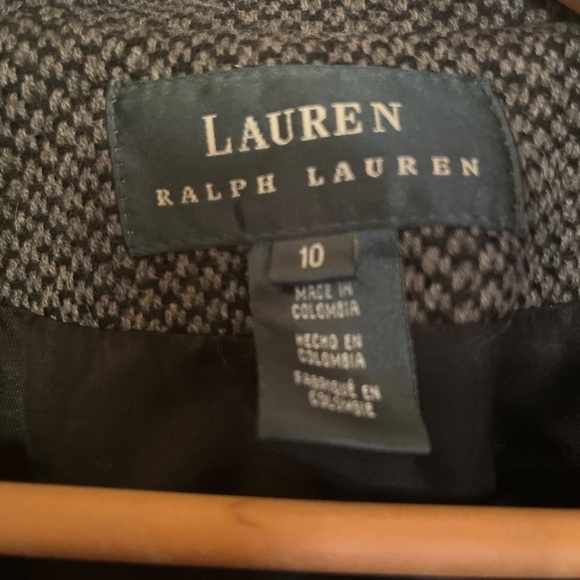 LAUREN
RALPH LAUREN
10
MADE IN
COLOMBIA
HECHO EN
COLOMBIA
FABRIQUÉ EN
COLOMBIE